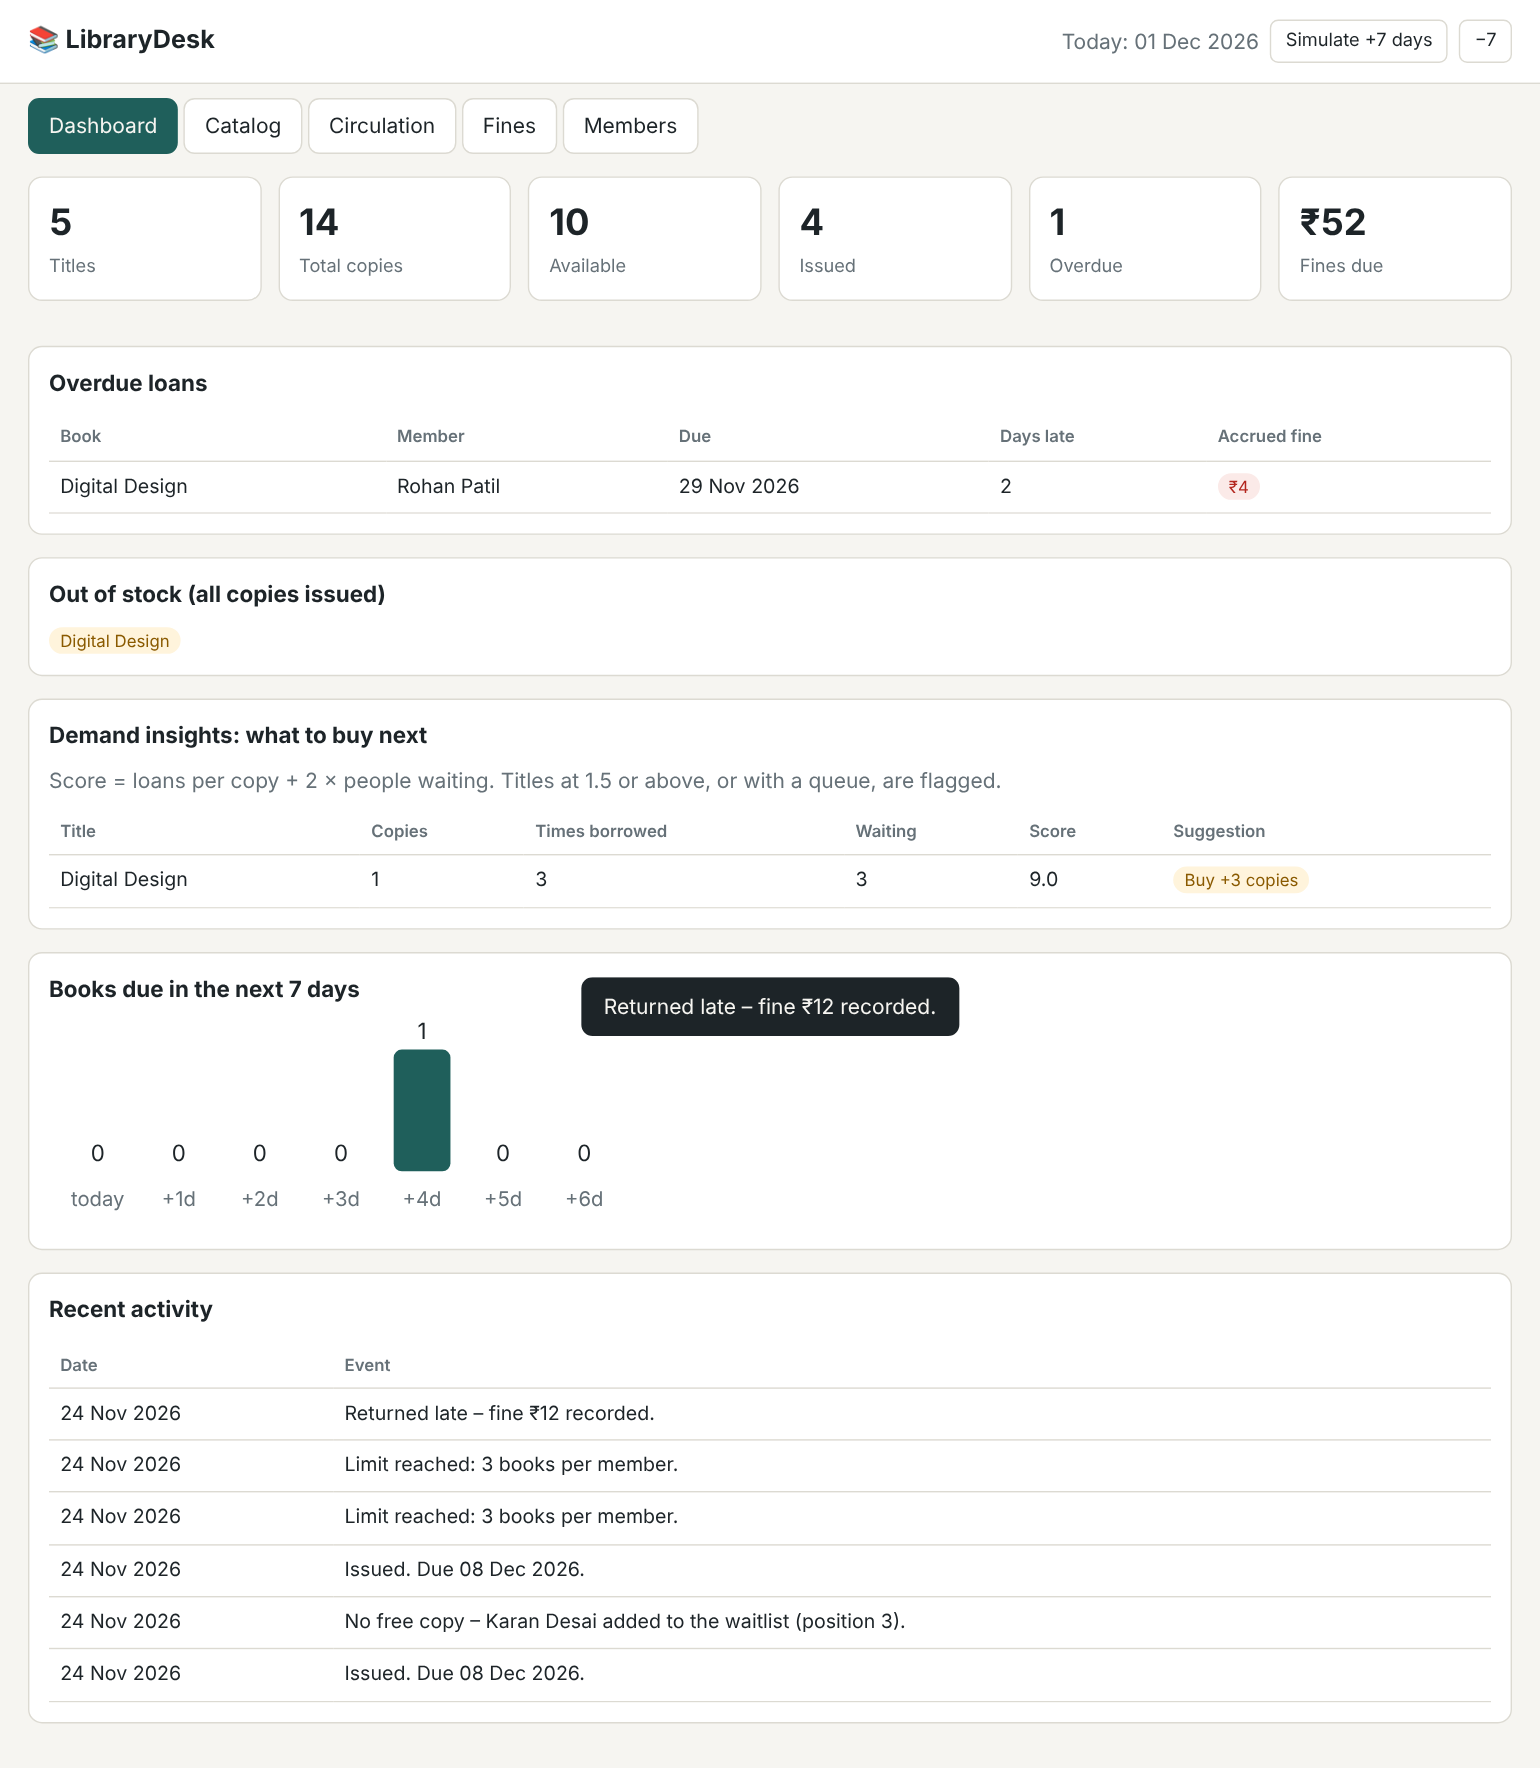 📚 LibraryDesk
Today: 01 Dec 2026 Simulate +7 days −7
Dashboard Catalog Circulation Fines Members
5 14 10 4 1 ₹52
Titles Total copies Available Issued Overdue Fines due
Overdue loans
Book Member Due Days late Accrued fine
Digital Design Rohan Patil 29 Nov 2026 2 ₹4
Out of stock (all copies issued)
Digital Design
Demand insights: what to buy next
Score = loans per copy + 2 × people waiting. Titles at 1.5 or above, or with a queue, are flagged.
Title Copies Times borrowed Waiting Score Suggestion
Digital Design 1 3 3 9.0 Buy +3 copies
Books due in the next 7 days
Returned late – fine ₹12 recorded.
1
0 0 0 0 0 0
today +1d +2d +3d +4d +5d +6d
Recent activity
Date Event
24 Nov 2026 Returned late – fine ₹12 recorded.
24 Nov 2026 Limit reached: 3 books per member.
24 Nov 2026 Limit reached: 3 books per member.
24 Nov 2026 Issued. Due 08 Dec 2026.
24 Nov 2026 No free copy – Karan Desai added to the waitlist (position 3).
24 Nov 2026 Issued. Due 08 Dec 2026.